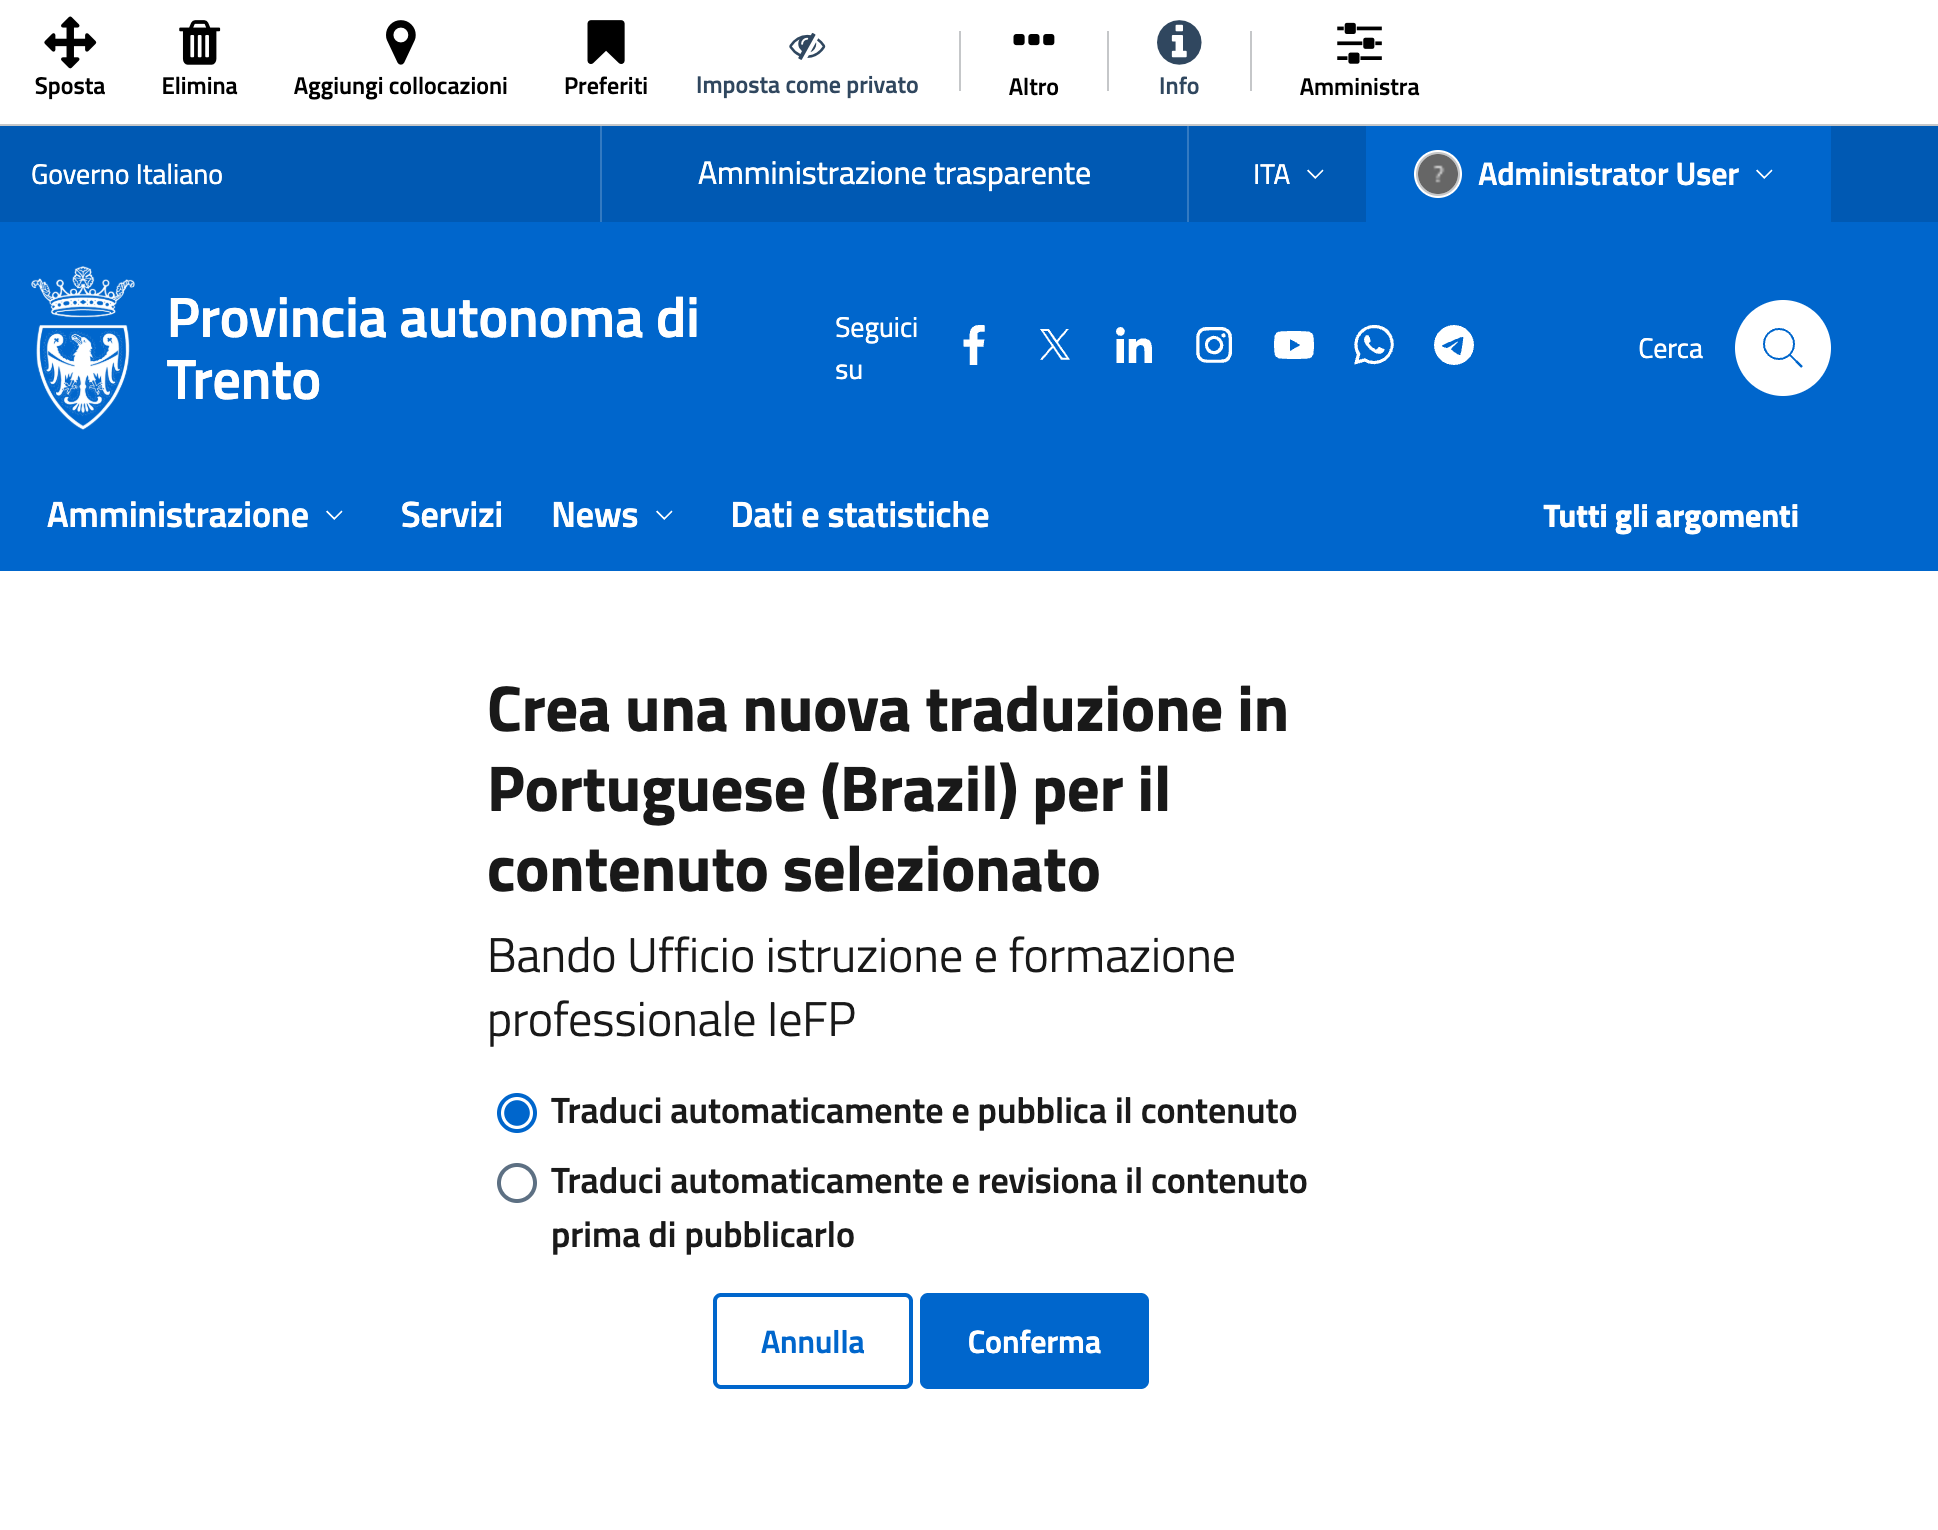 Sposta
Elimina
Aggiungi collocazioni
Preferiti
Imposta come privato
Altro
Info
Amministra
Governo Italiano
Amministrazione trasparente
ITA
?
Administrator User
Provincia autonoma di
Trento
Seguici
su
Cerca
Amministrazione
Servizi
News
Dati e statistiche
Tutti gli argomenti
Crea una nuova traduzione in
Portuguese (Brazil) per il
contenuto selezionato
Bando Ufficio istruzione e formazione
professionale IeFP
Traduci automaticamente e pubblica il contenuto
Traduci automaticamente e revisiona il contenuto
prima di pubblicarlo
Annulla
Conferma